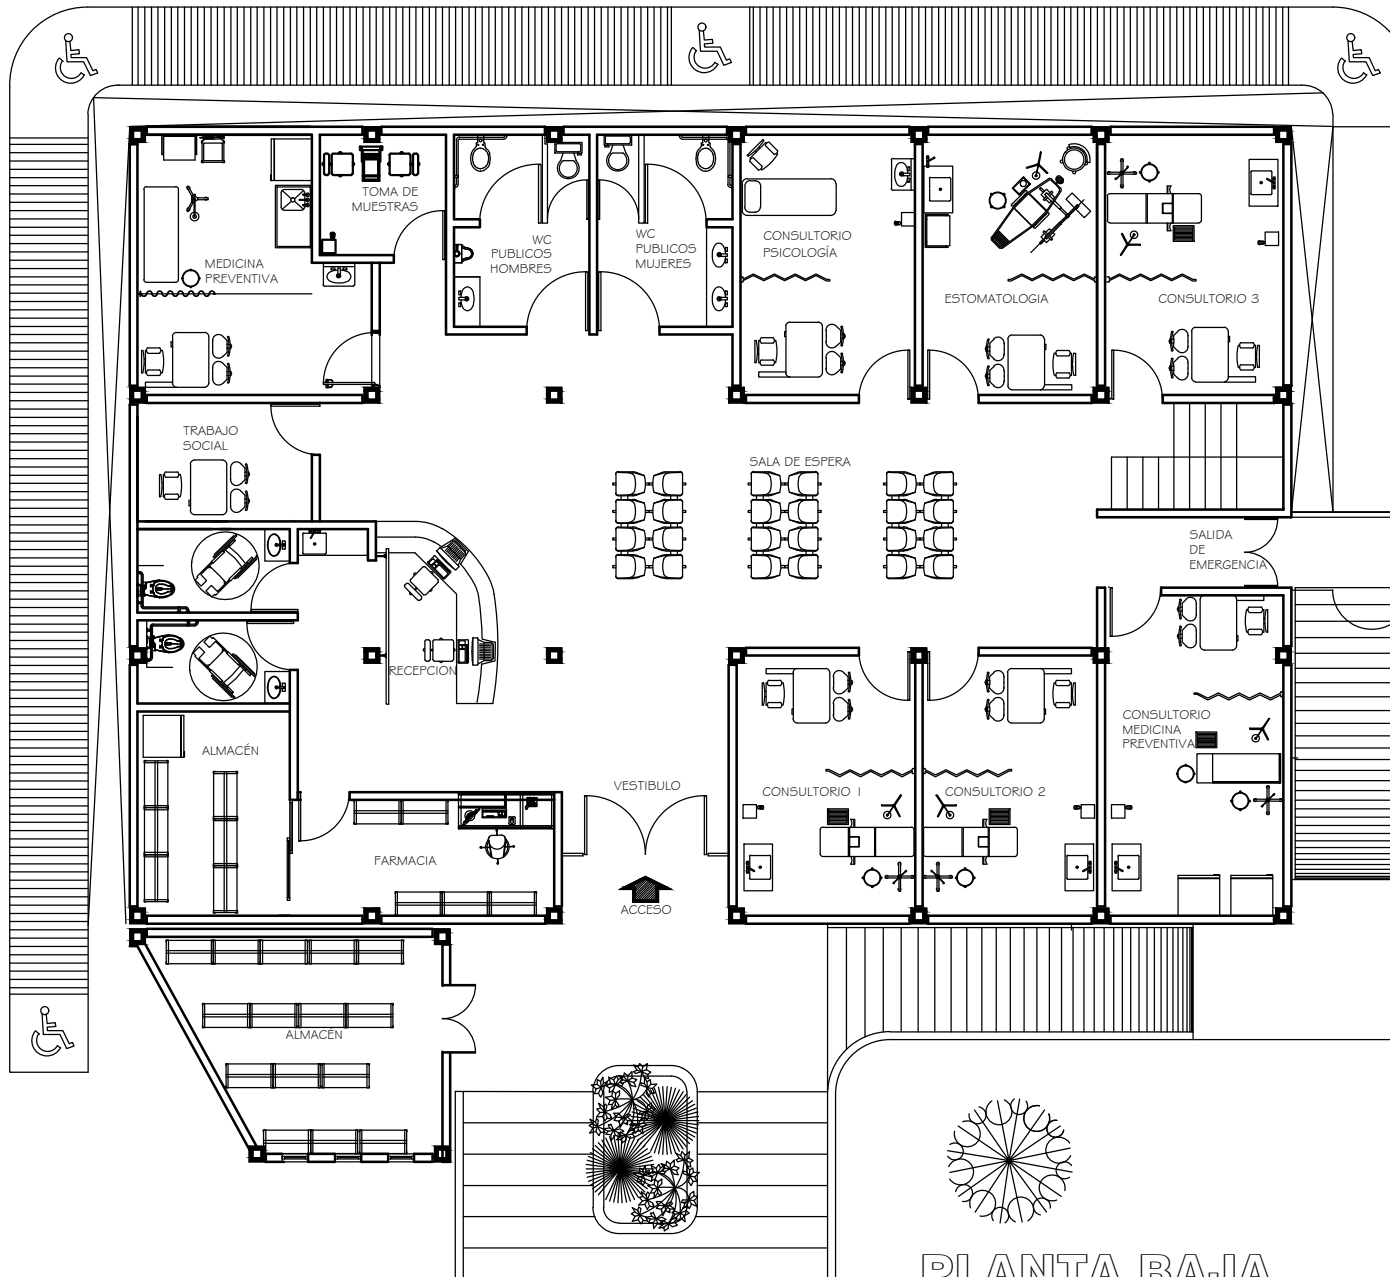 TOMA DE
MUESTRAS
WC
PUBLICOS
HOMBRES
WC
PUBLICOS
MUJERES
CONSULTORIO
PSICOLOGÍA
MEDICINA
PREVENTIVA
ESTOMATOLOGIA
CONSULTORIO 3
TRABAJO
SOCIAL
SALA DE ESPERA
SALIDA
DE
EMERGENCIA
RECEPCION
CONSULTORIO
MEDICINA
PREVENTIVA
ALMACÉN
VESTIBULO
CONSULTORIO 1
CONSULTORIO 2
FARMACIA
ACCESO
ALMACÉN
PLANTA BAJA